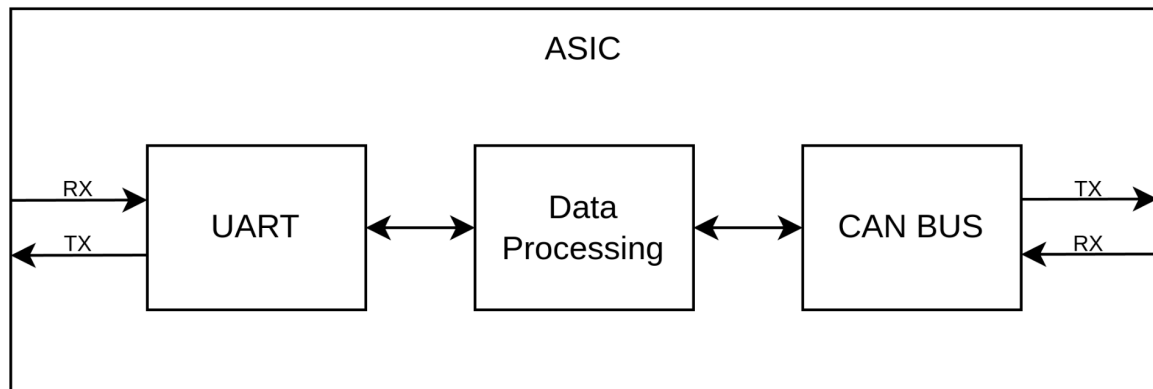 ASIC
RX
TX
UART
Data
Processing
CAN BUS
TX
RX